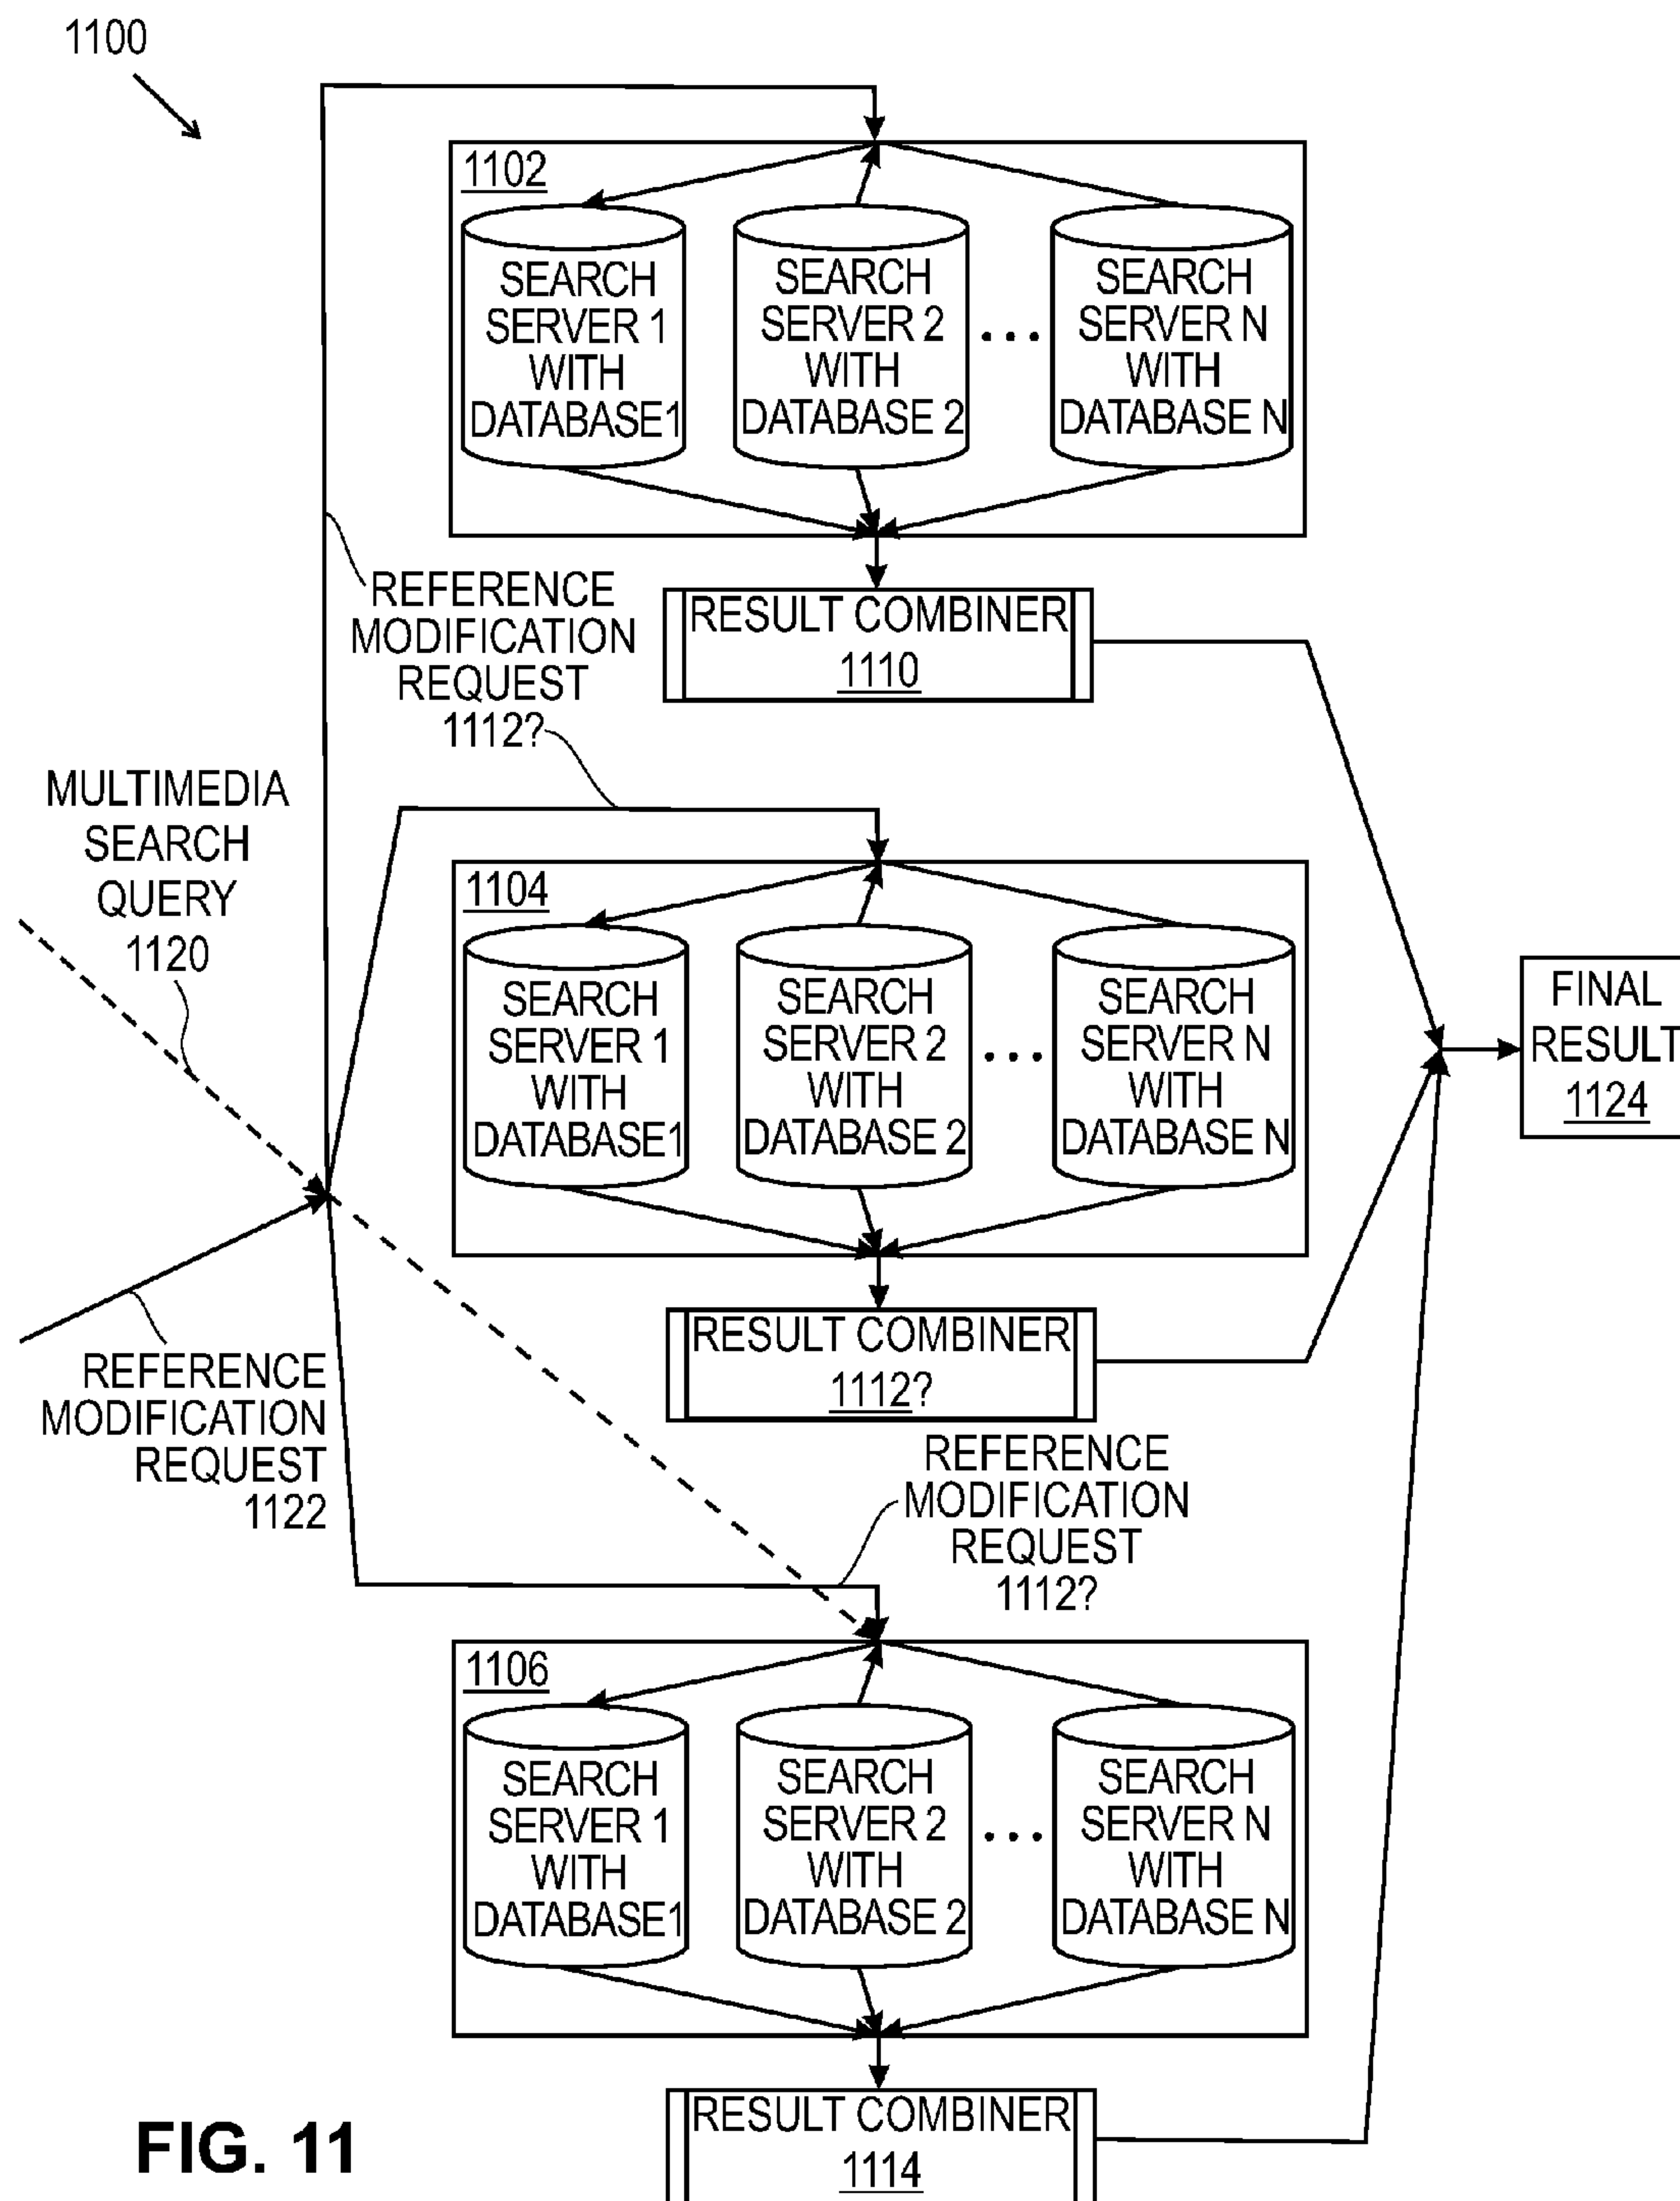 1100
1102
SEARCH
SERVER 1
WITH
DATABASE1
SEARCH
SERVER 2
WITH
DATABASE 2
...
SEARCH
SERVER N
WITH
DATABASE N
REFERENCE
MODIFICATION
REQUEST
1112?
RESULT COMBINER
1110
MULTIMEDIA
SEARCH
QUERY
1120
1104
SEARCH
SERVER 1
WITH
DATABASE1
SEARCH
SERVER 2
WITH
DATABASE 2
...
SEARCH
SERVER N
WITH
DATABASE N
FINAL
RESULT
1124
RESULT COMBINER
1112?
REFERENCE
MODIFICATION
REQUEST
1122
REFERENCE
MODIFICATION
REQUEST
1112?
1106
SEARCH
SERVER 1
WITH
DATABASE1
SEARCH
SERVER 2
WITH
DATABASE 2
...
SEARCH
SERVER N
WITH
DATABASE N
RESULT COMBINER
1114
FIG. 11